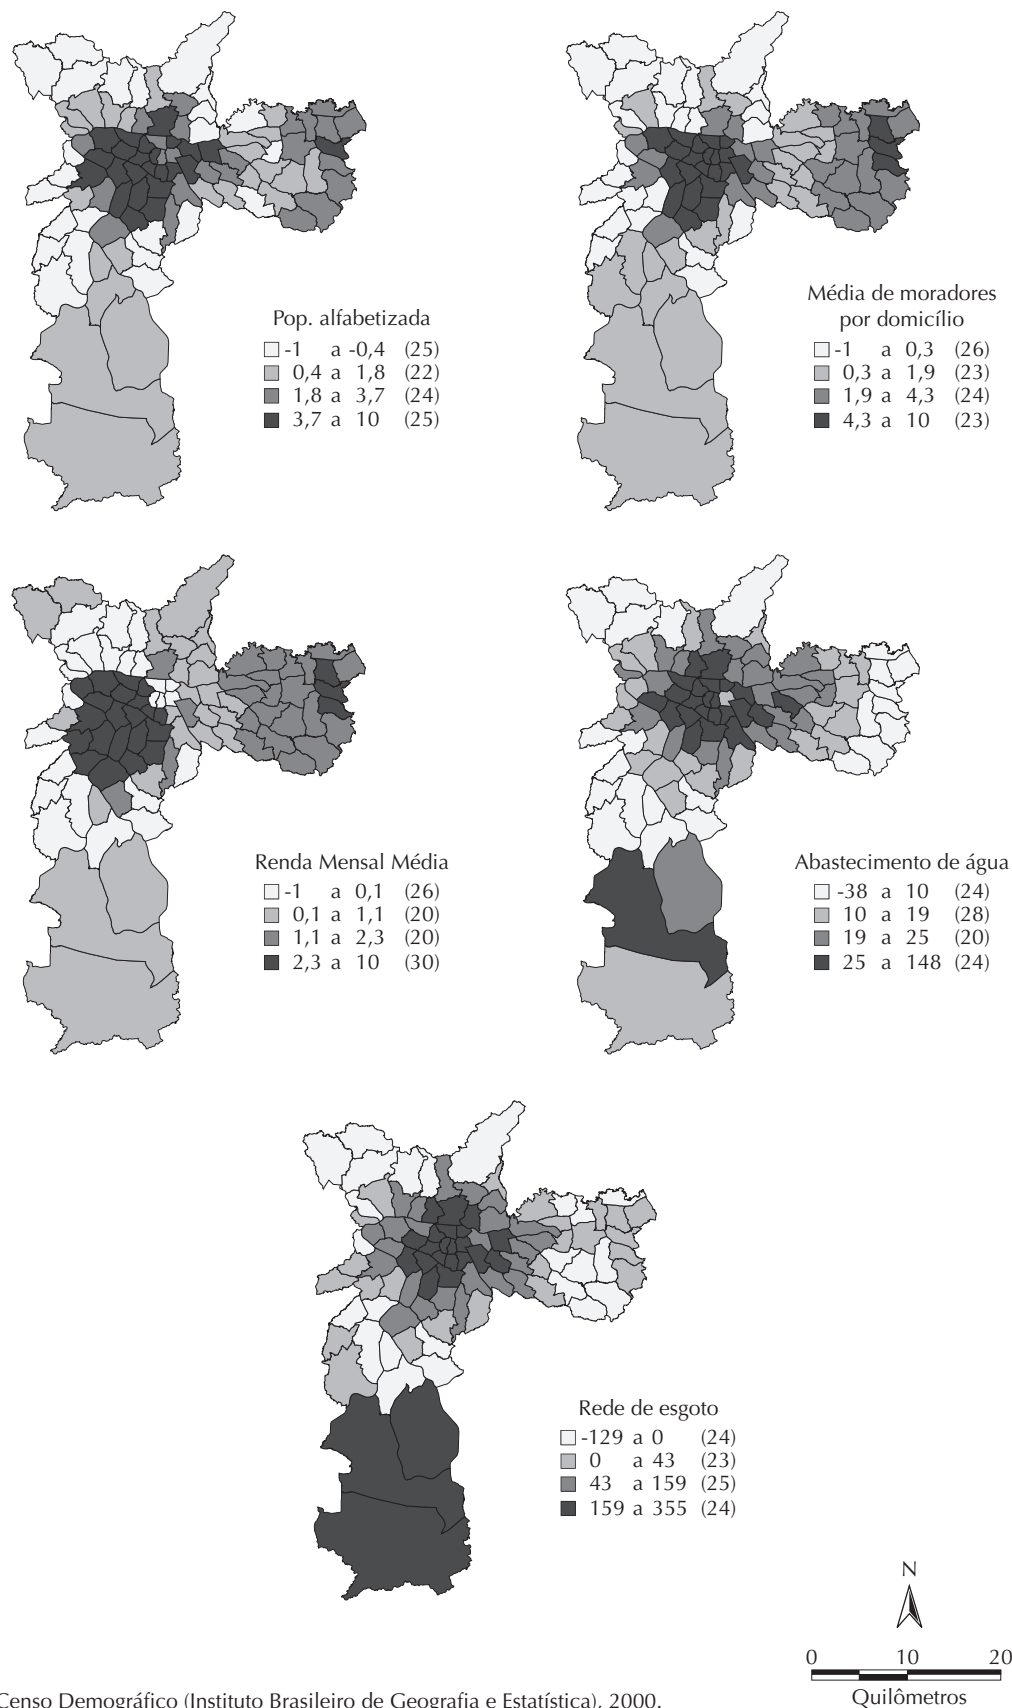 Pop. alfabetizada
-1 a -0,4 (25)
0,4 a 1,8 (22)
1,8 a 3,7 (24)
3,7 a 10 (25)
Média de moradores
por domicílio
-1 a 0,3 (26)
0,3 a 1,9 (23)
1,9 a 4,3 (24)
4,3 a 10 (23)
Renda Mensal Média
-1 a 0,1 (26)
0,1 a 1,1 (20)
1,1 a 2,3 (20)
2,3 a 10 (30)
Abastecimento de água
-38 a 10 (24)
10 a 19 (28)
19 a 25 (20)
25 a 148 (24)
Rede de esgoto
-129 a 0 (24)
0 a 43 (23)
43 a 159 (25)
159 a 355 (24)
N
0 10 20
Quilômetros
Censo Demográfico (Instituto Brasileiro de Geografia e Estatística), 2000.